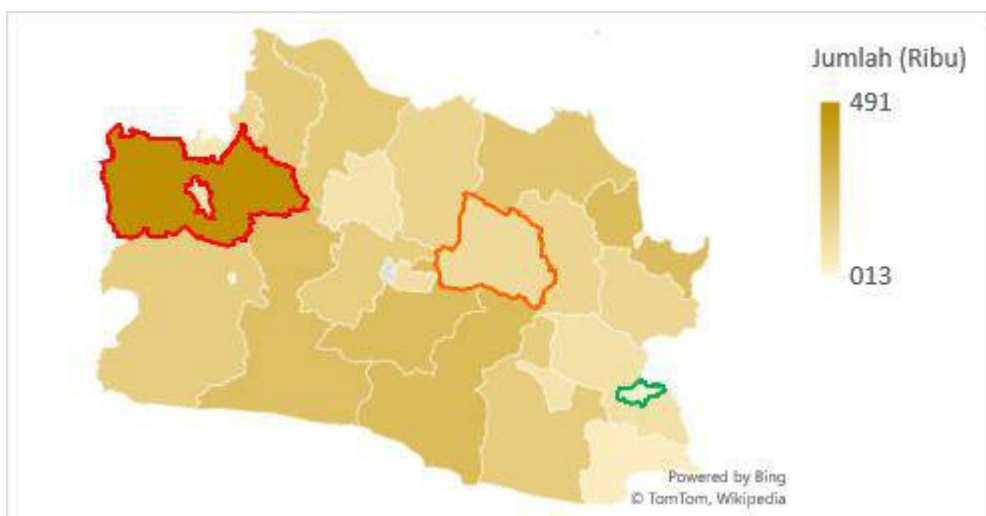 Jumlah (Ribu)
491
013
Powered by Bing
© TomTom, Wikipedia